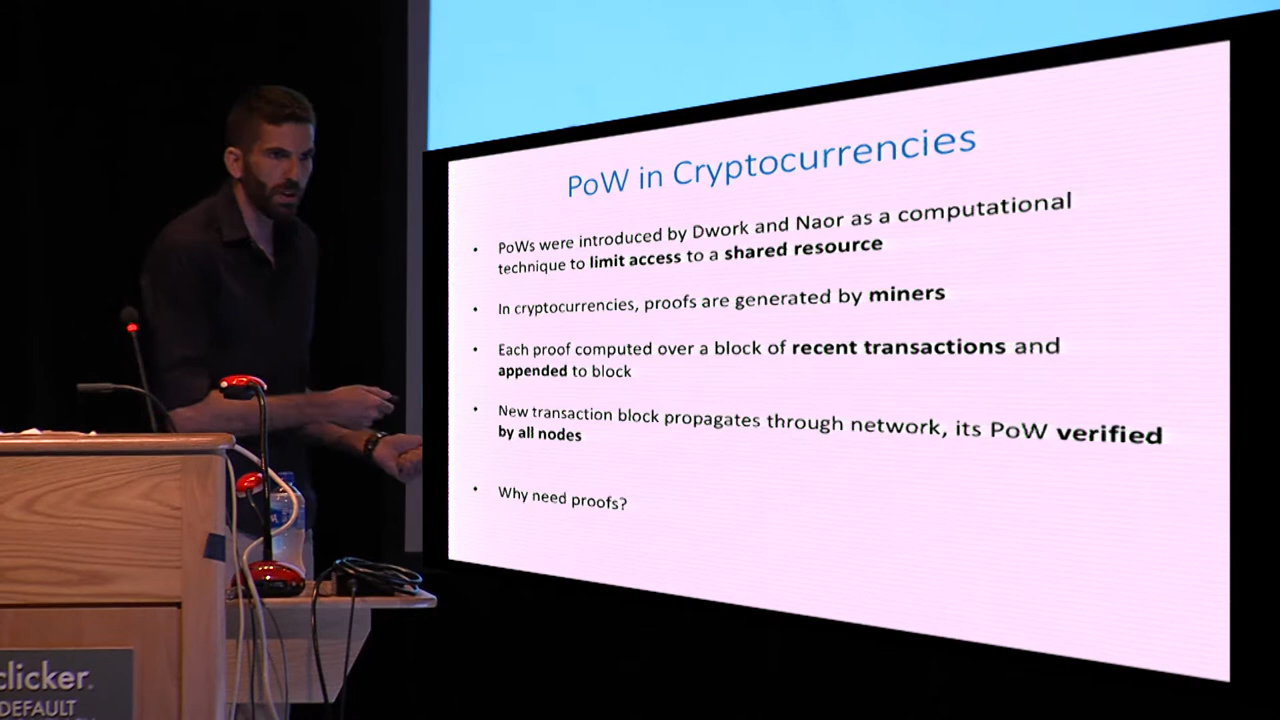 PoW in Cryptocurrencies
• PoWs were introduced by Dwork and Naor as a computational
technique to limit access to a shared resource
• In cryptocurrencies, proofs are generated by miners
• Each proof computed over a block of recent transactions and
appended to block
• New transaction block propagates through network, its PoW verified
by all nodes
• Why need proofs?
clicker.
DEFAULT